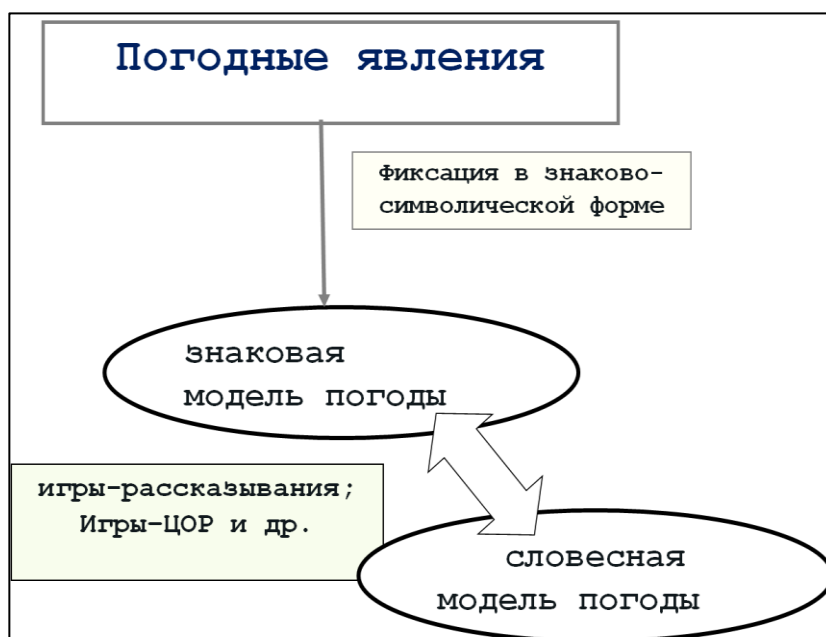 Погодные явления
Фиксация в знаково-
символической форме
знаковая
модель погоды
игры-рассказывания;
Игры-ЦОР и др.
словесная
модель погоды